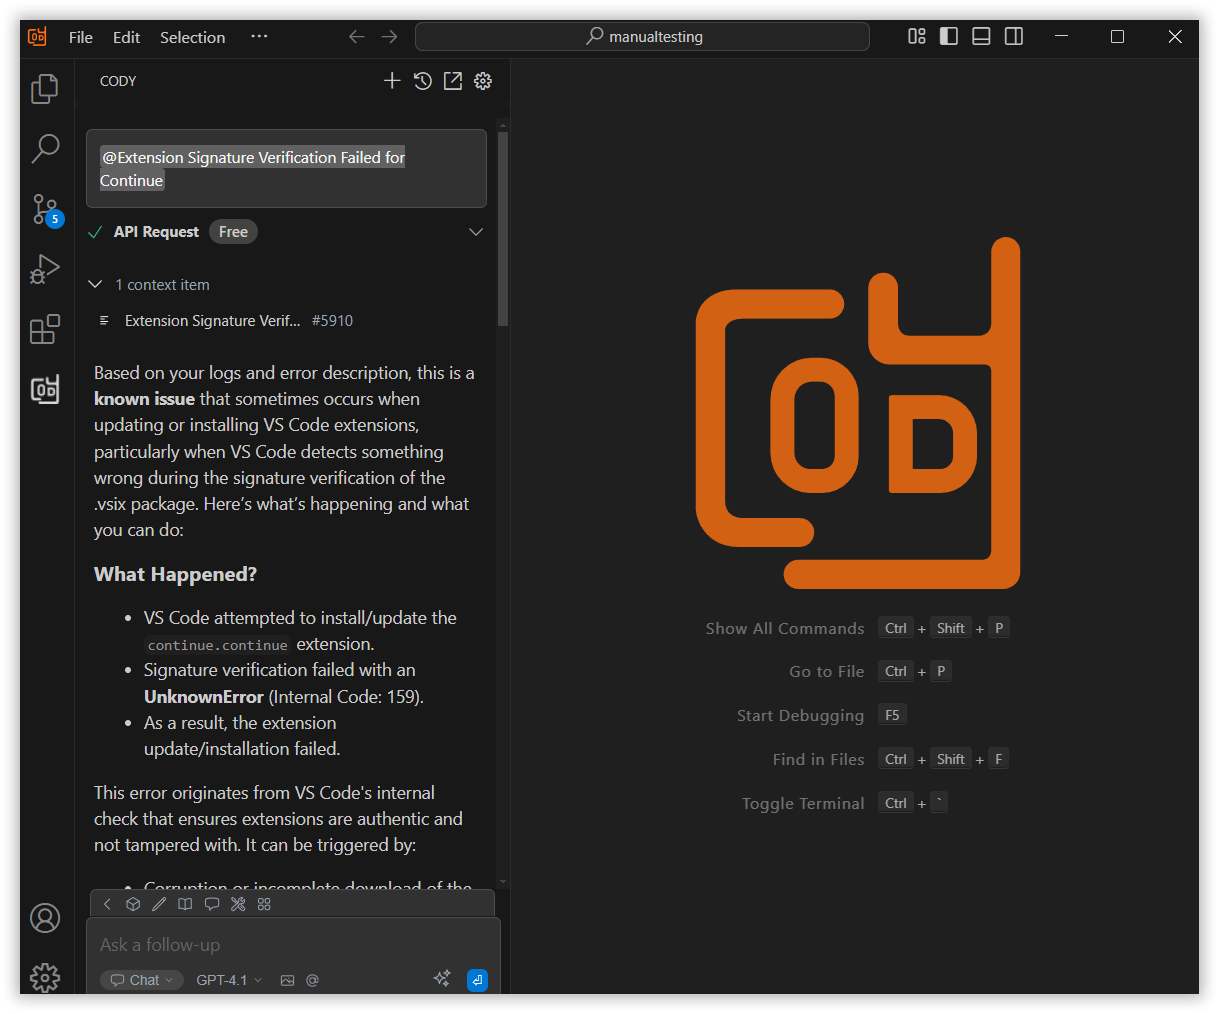 File Edit Selection ···
manualtesting
CODY
@Extension Signature Verification Failed for
Continue
API Request Free
1 context item
Extension Signature Verif... #5910
Based on your logs and error description, this is a
known issue that sometimes occurs when
updating or installing VS Code extensions,
particularly when VS Code detects something
wrong during the signature verification of the
.vsix package. Here’s what’s happening and what
you can do:
What Happened?
• VS Code attempted to install/update the
continue.continue extension.
• Signature verification failed with an
UnknownError (Internal Code: 159).
• As a result, the extension
update/installation failed.
This error originates from VS Code's internal
check that ensures extensions are authentic and
not tampered with. It can be triggered by:
• Corruption or incomplete download of the
Ask a follow-up
Chat GPT-4.1 @
5
OD
Show All Commands Ctrl + Shift + P
Go to File Ctrl + P
Start Debugging F5
Find in Files Ctrl + Shift + F
Toggle Terminal Ctrl + `